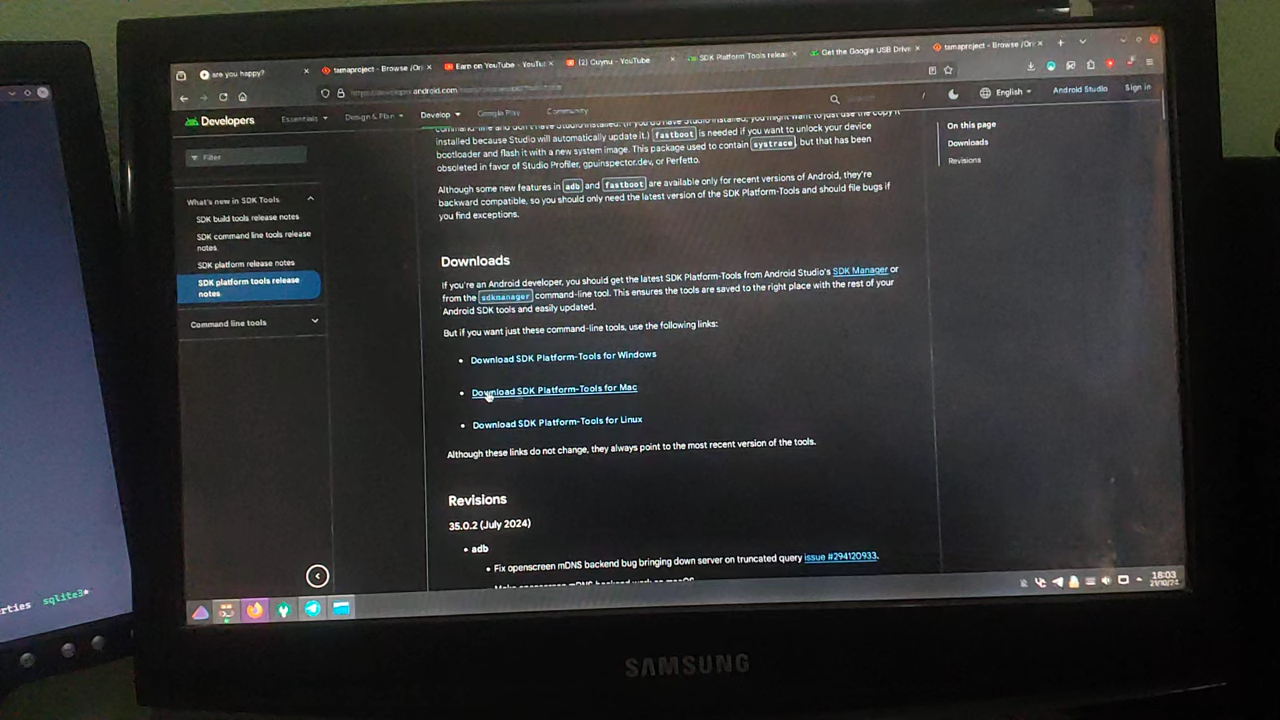 are you happy?
tamaproject - Browse /On
Earn on YouTube - YouTu
(2) Guynu - YouTube
SDK Platform Tools relea
Get the Google USB Drive
tamaproject - Browse /On
android.com
Developers
Essentials
Design & Plan
Develop
Google Play
Community
/
English
Android Studio
Sign in
Filter
What's new in SDK Tools
SDK build tools release notes
SDK command line tools release
notes
SDK platform release notes
SDK platform tools release
notes
Command line tools
installed because Studio will automatically update it.) fastboot is needed if you want to unlock your device
bootloader and flash it with a new system image. This package used to contain systrace, but that has been
obsoleted in favor of Studio Profiler, gpuinspector.dev, or Perfetto.
Although some new features in adb and fastboot are available only for recent versions of Android, they're
backward compatible, so you should only need the latest version of the SDK Platform-Tools and should file bugs if
you find exceptions.
Downloads
If you're an Android developer, you should get the latest SDK Platform-Tools from Android Studio's SDK Manager or
from the sdkmanager command-line tool. This ensures the tools are saved to the right place with the rest of your
Android SDK tools and easily updated.
But if you want just these command-line tools, use the following links:
Download SDK Platform-Tools for Windows
Download SDK Platform-Tools for Mac
Download SDK Platform-Tools for Linux
Although these links do not change, they always point to the most recent version of the tools.
Revisions
35.0.2 (July 2024)
adb
Fix openscreen mDNS backend bug bringing down server on truncated query issue #294120933.
On this page
Downloads
Revisions
18:03
21/10/24
rties sqlite3*
SAMSUNG